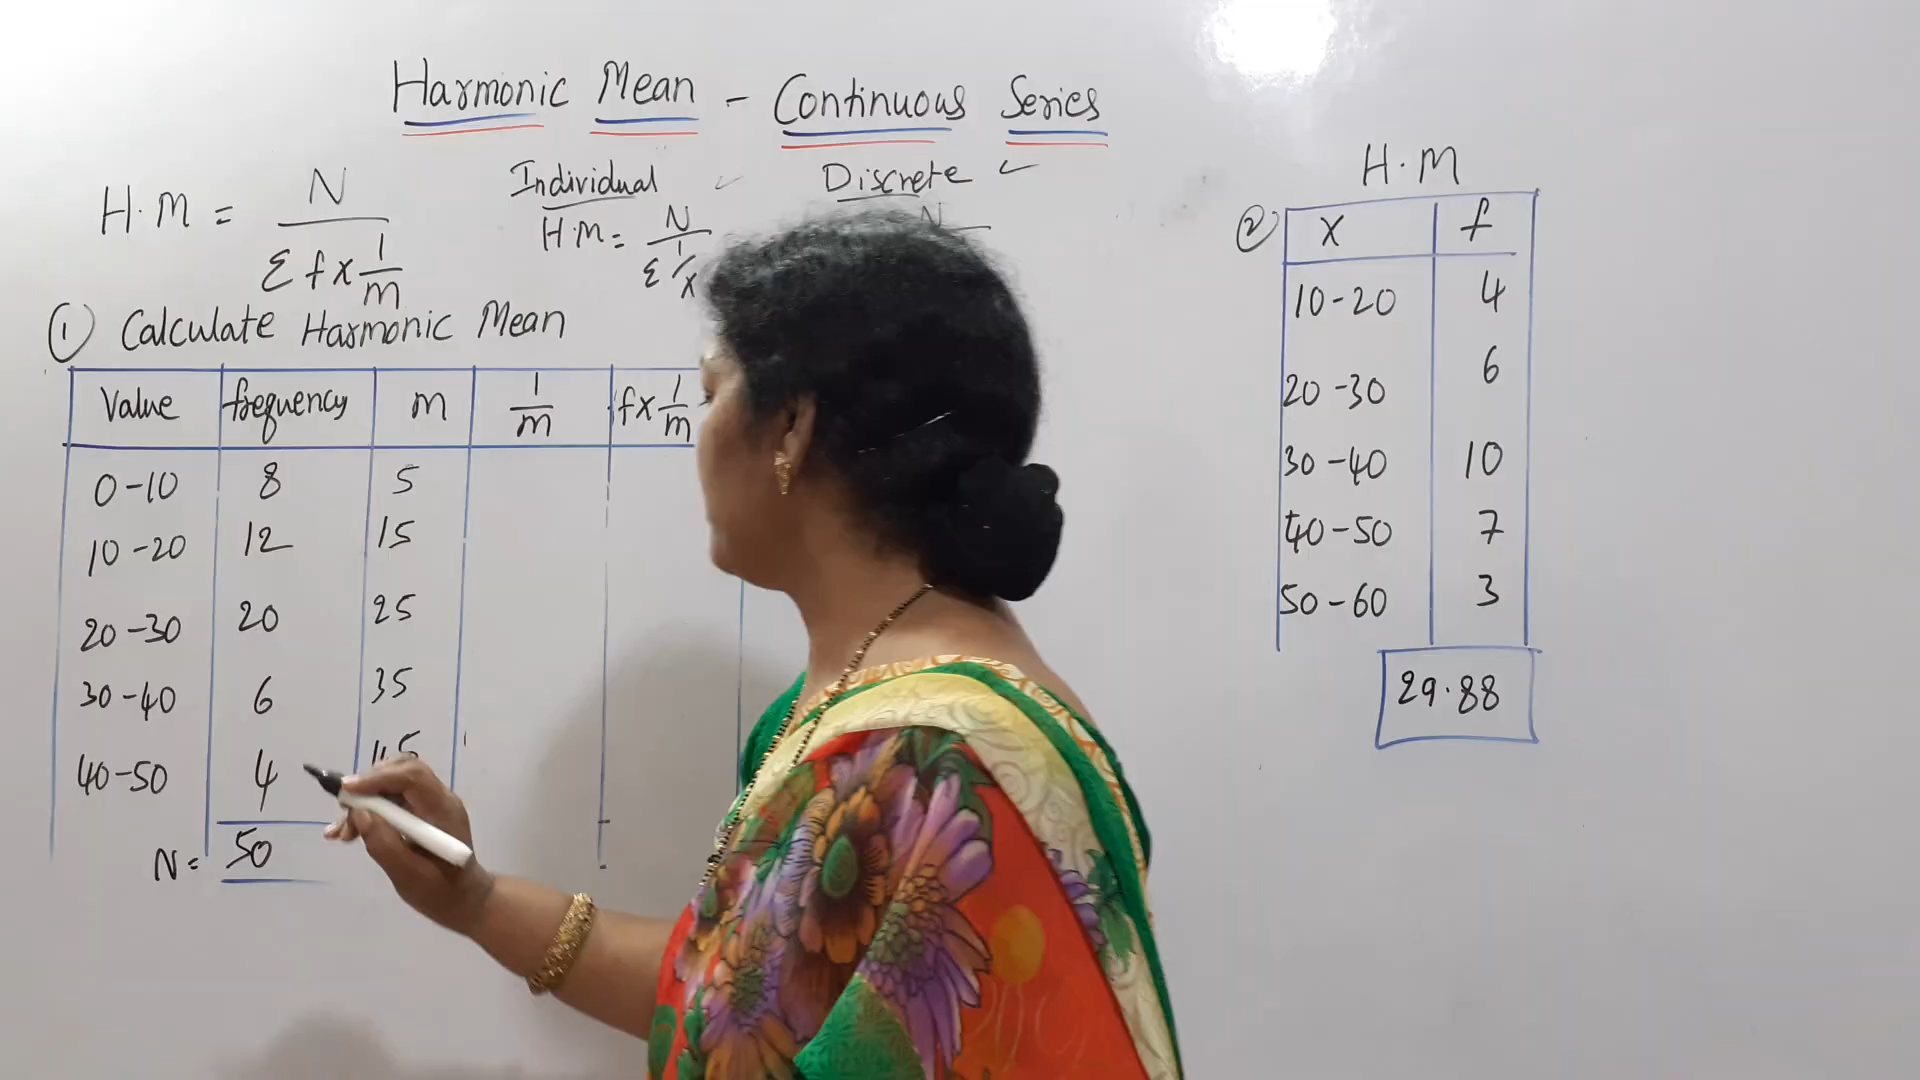 Harmonic Mean - Continuous Series
H.M = N / Σ f x 1/m
Individual ✓
H.M = N / Σ 1/x
Discrete ✓
N
① Calculate Harmonic Mean
Value frequency m 1/m f x 1/m
0-10 8 5
10-20 12 15
20-30 20 25
30-40 6 35
40-50 4 45
N = 50
H.M
② X f
10-20 4
20-30 6
30-40 10
40-50 7
50-60 3
29.88